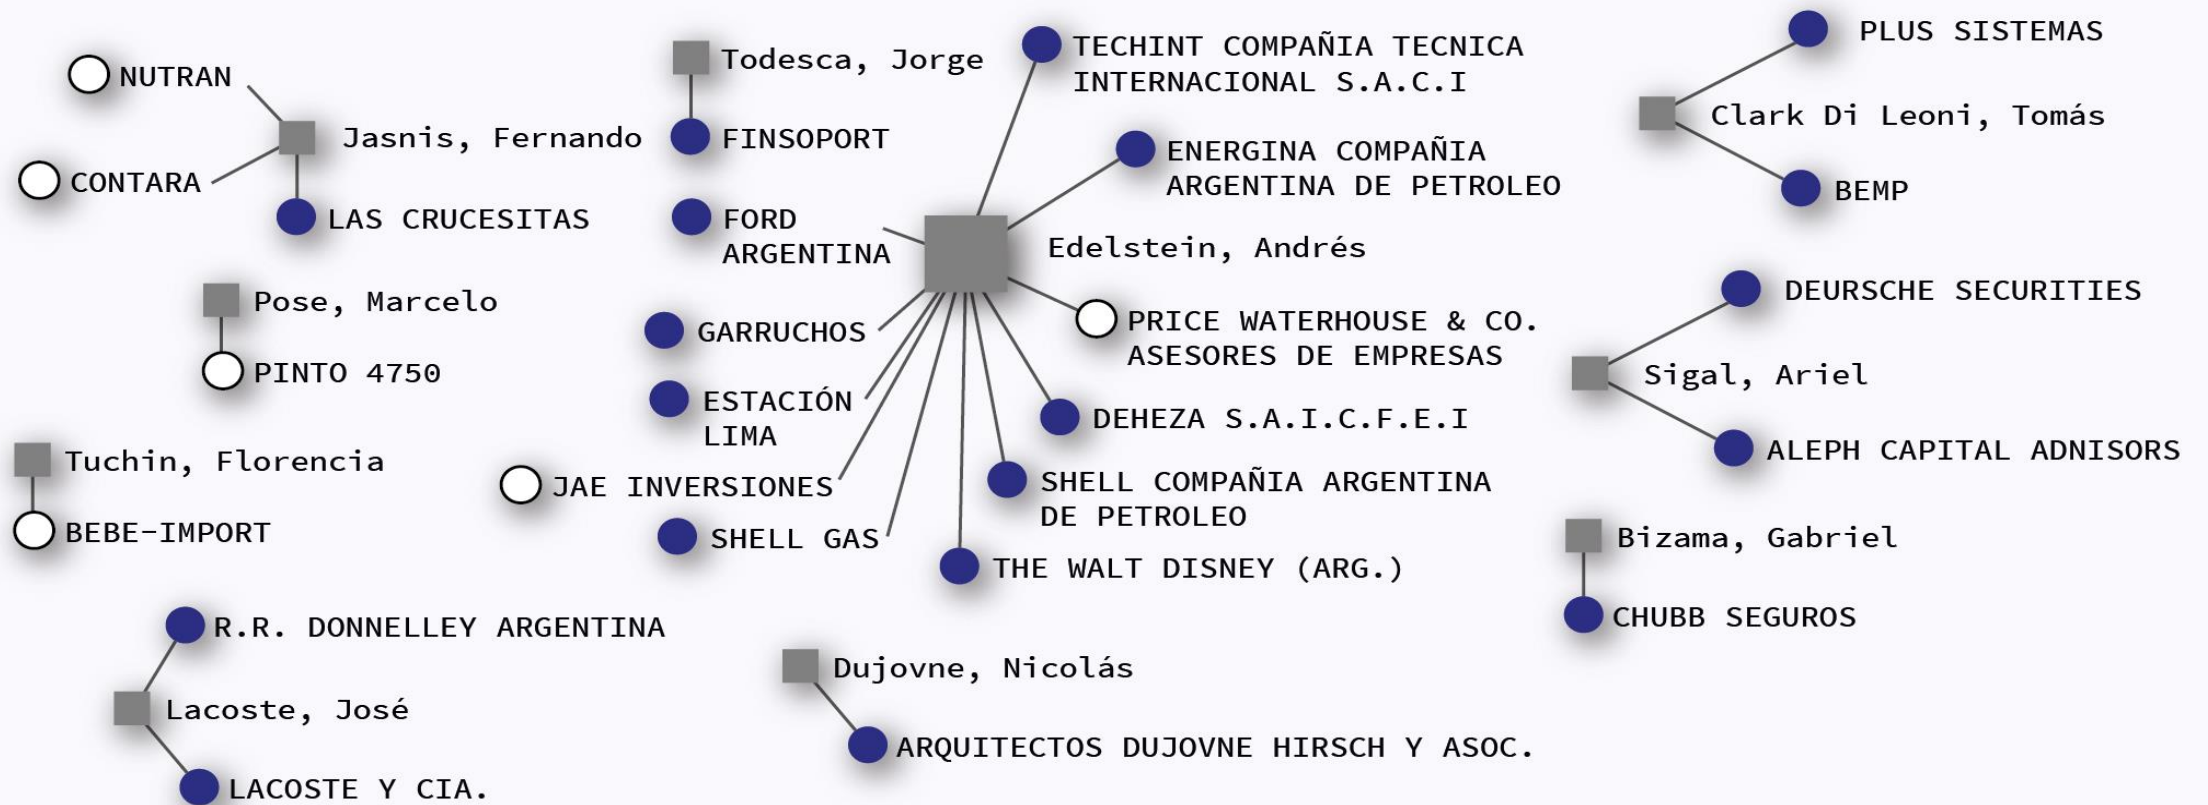 NUTRAN
Jasnis, Fernando
CONTARA
LAS CRUCESITAS
Pose, Marcelo
PINTO 4750
Tuchin, Florencia
BEBE-IMPORT
R.R. DONNELLEY ARGENTINA
Lacoste, José
LACOSTE Y CIA.
Todesca, Jorge
FINSOPORT
TECHINT COMPAÑIA TECNICA
INTERNACIONAL S.A.C.I
ENERGINA COMPAÑIA
ARGENTINA DE PETROLEO
FORD
ARGENTINA
Edelstein, Andrés
GARRUCHOS
PRICE WATERHOUSE & CO.
ASESORES DE EMPRESAS
ESTACIÓN
LIMA
DEHEZA S.A.I.C.F.E.I
JAE INVERSIONES
SHELL COMPAÑIA ARGENTINA
DE PETROLEO
SHELL GAS
THE WALT DISNEY (ARG.)
Dujovne, Nicolás
ARQUITECTOS DUJOVNE HIRSCH Y ASOC.
PLUS SISTEMAS
Clark Di Leoni, Tomás
BEMP
DEURSCHE SECURITIES
Sigal, Ariel
ALEPH CAPITAL ADNISORS
Bizama, Gabriel
CHUBB SEGUROS